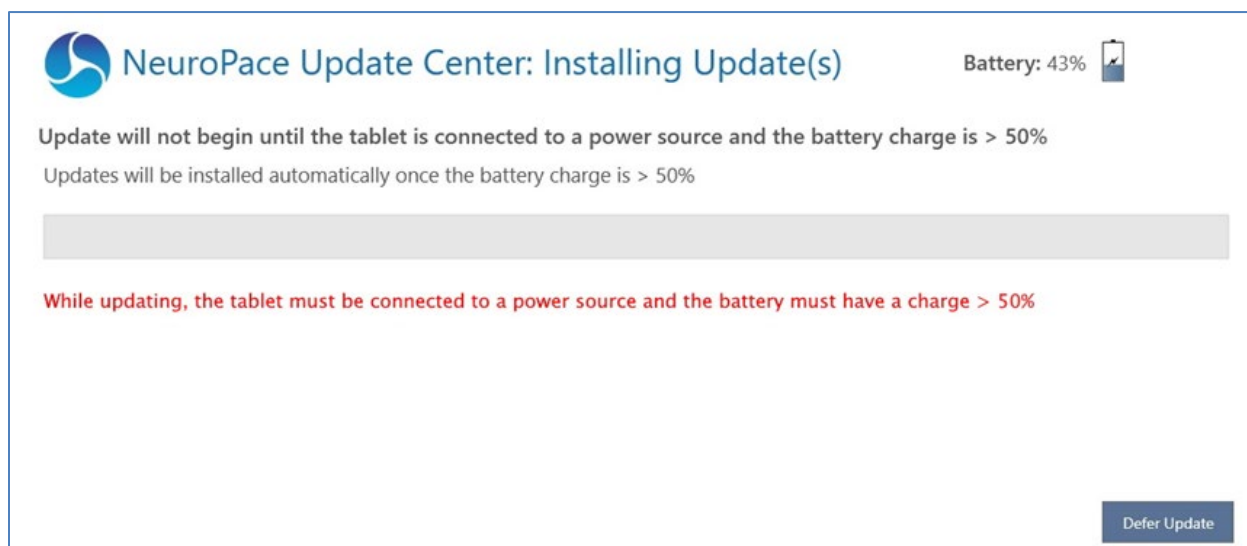 NeuroPace Update Center: Installing Update(s)
Battery: 43%
Update will not begin until the tablet is connected to a power source and the battery charge is > 50%
Updates will be installed automatically once the battery charge is > 50%
While updating, the tablet must be connected to a power source and the battery must have a charge > 50%
Defer Update